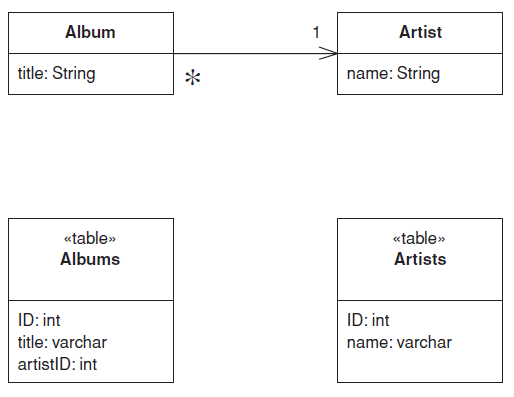 Album
1
Artist
title: String
*
name: String
«table»
Albums
«table»
Artists
ID: int
title: varchar
artistID: int
ID: int
name: varchar